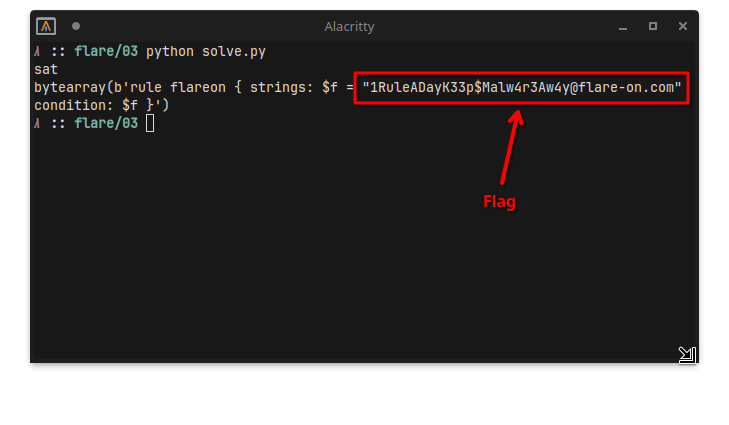 Alacritty
λ :: flare/03 python solve.py
sat
bytearray(b'rule flareon { strings: $f = "1RuleADayK33p$Malw4r3Aw4y@flare-on.com"
condition: $f }')
λ :: flare/03
Flag